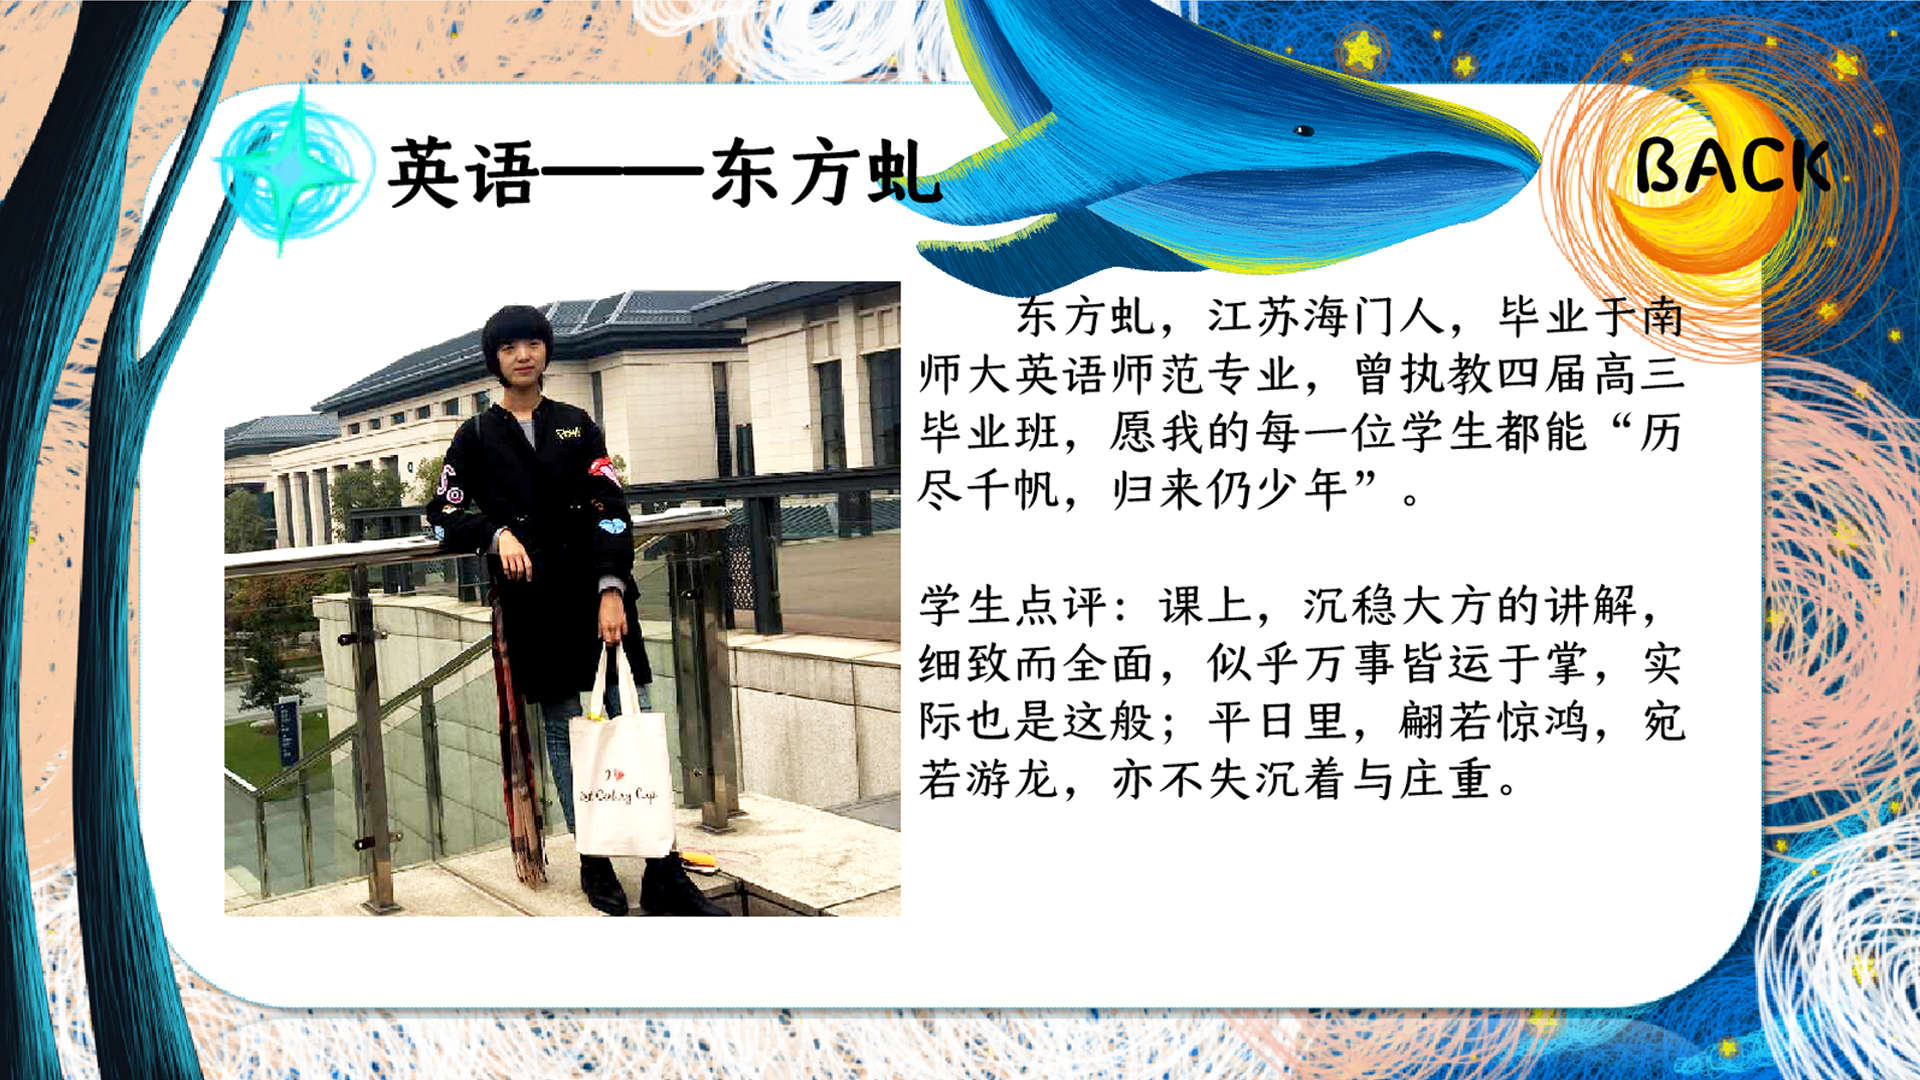 英语——东方虬
BACK
东方虬，江苏海门人，毕业于南
师大英语师范专业，曾执教四届高三
毕业班，愿我的每一位学生都能“历
尽千帆，归来仍少年”。
学生点评：课上，沉稳大方的讲解，
细致而全面，似乎万事皆运于掌，实
际也是这般；平日里，翩若惊鸿，宛
若游龙，亦不失沉着与庄重。
I